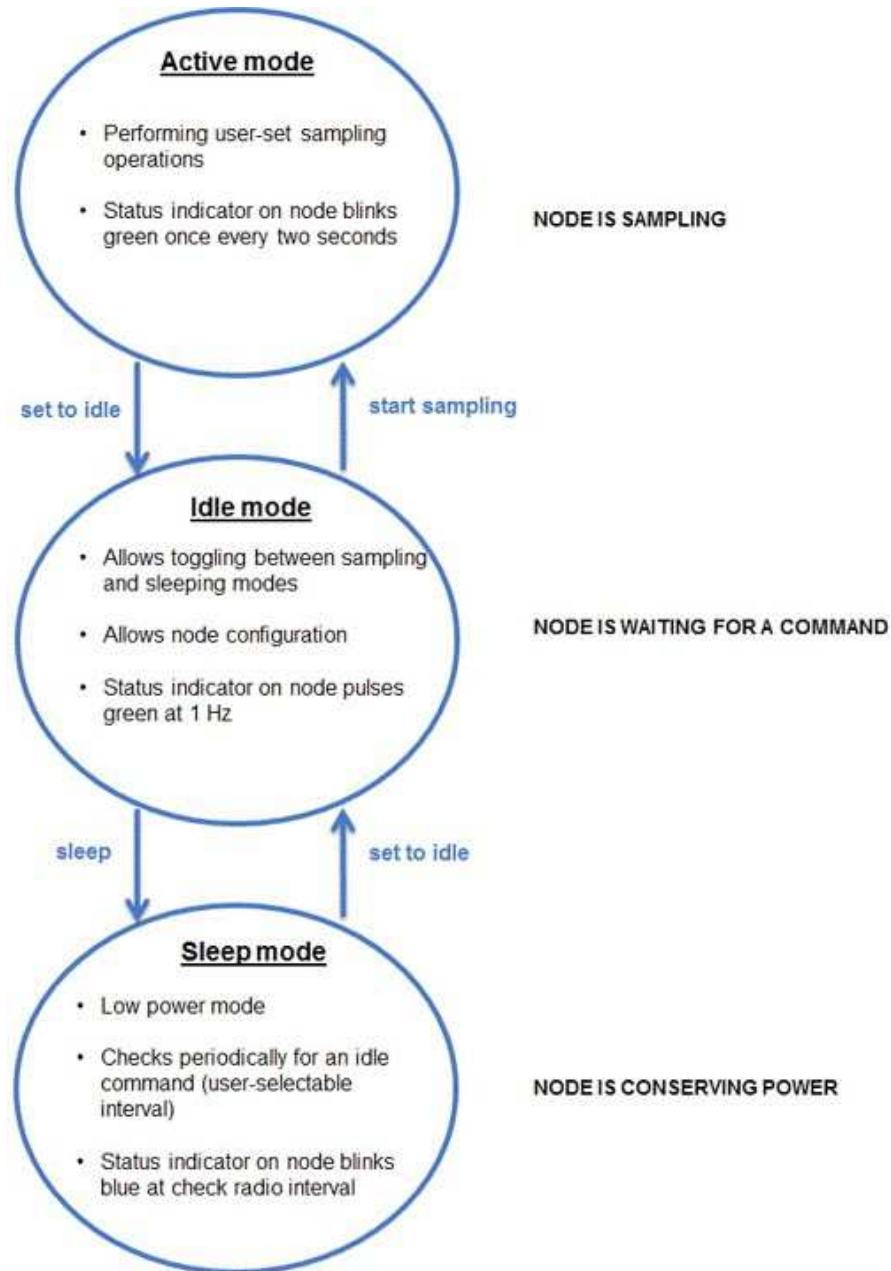 Active mode
• Performing user-set sampling
operations
• Status indicator on node blinks
green once every two seconds
NODE IS SAMPLING
set to idle
start sampling
Idle mode
• Allows toggling between sampling
and sleeping modes
• Allows node configuration
• Status indicator on node pulses
green at 1 Hz
NODE IS WAITING FOR A COMMAND
sleep
set to idle
Sleep mode
• Low power mode
• Checks periodically for an idle
command (user-selectable
interval)
• Status indicator on node blinks
blue at check radio interval
NODE IS CONSERVING POWER